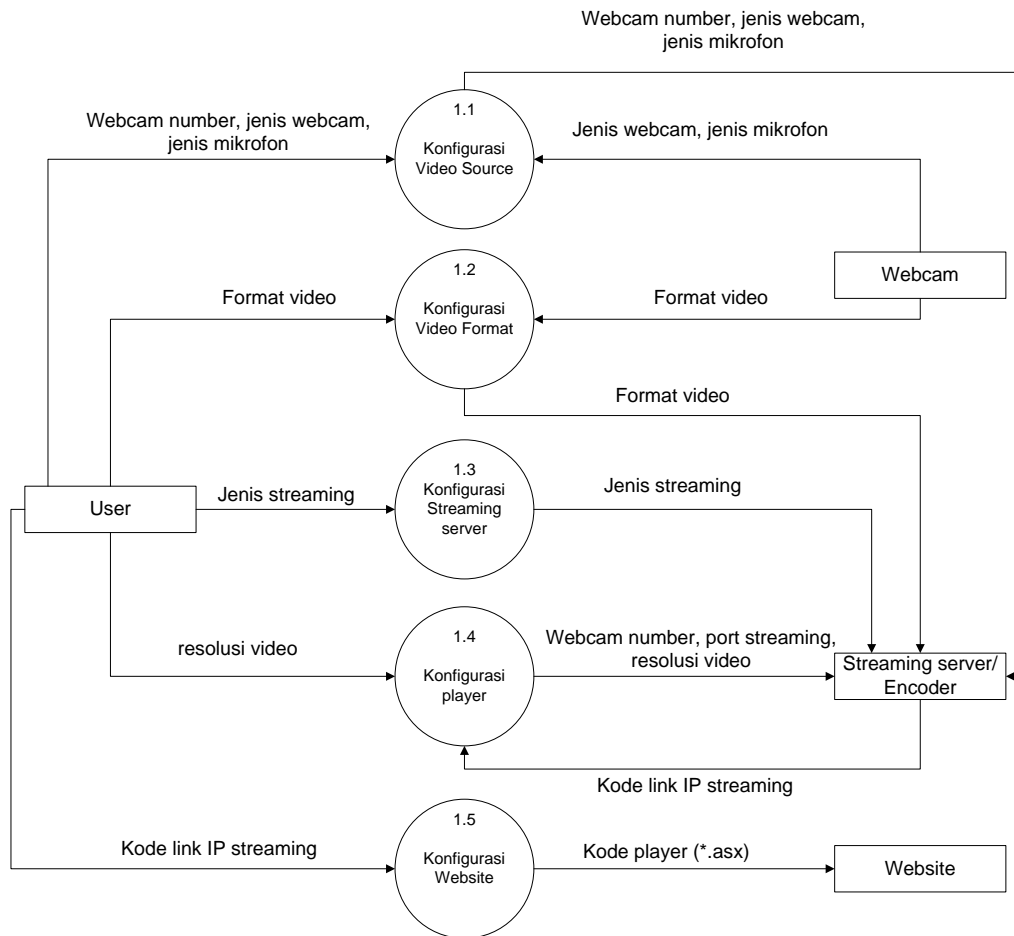 Webcam number, jenis webcam,
jenis mikrofon
1.1
Konfigurasi
Video Source
Webcam number, jenis webcam,
jenis mikrofon
Jenis webcam, jenis mikrofon
1.2
Konfigurasi
Video Format
Webcam
Format video
Format video
Format video
1.3
Konfigurasi
Streaming
server
User
Jenis streaming
Jenis streaming
1.4
Konfigurasi
player
resolusi video
Webcam number, port streaming,
resolusi video
Streaming server/
Encoder
Kode link IP streaming
1.5
Konfigurasi
Website
Kode link IP streaming
Kode player (*.asx)
Website